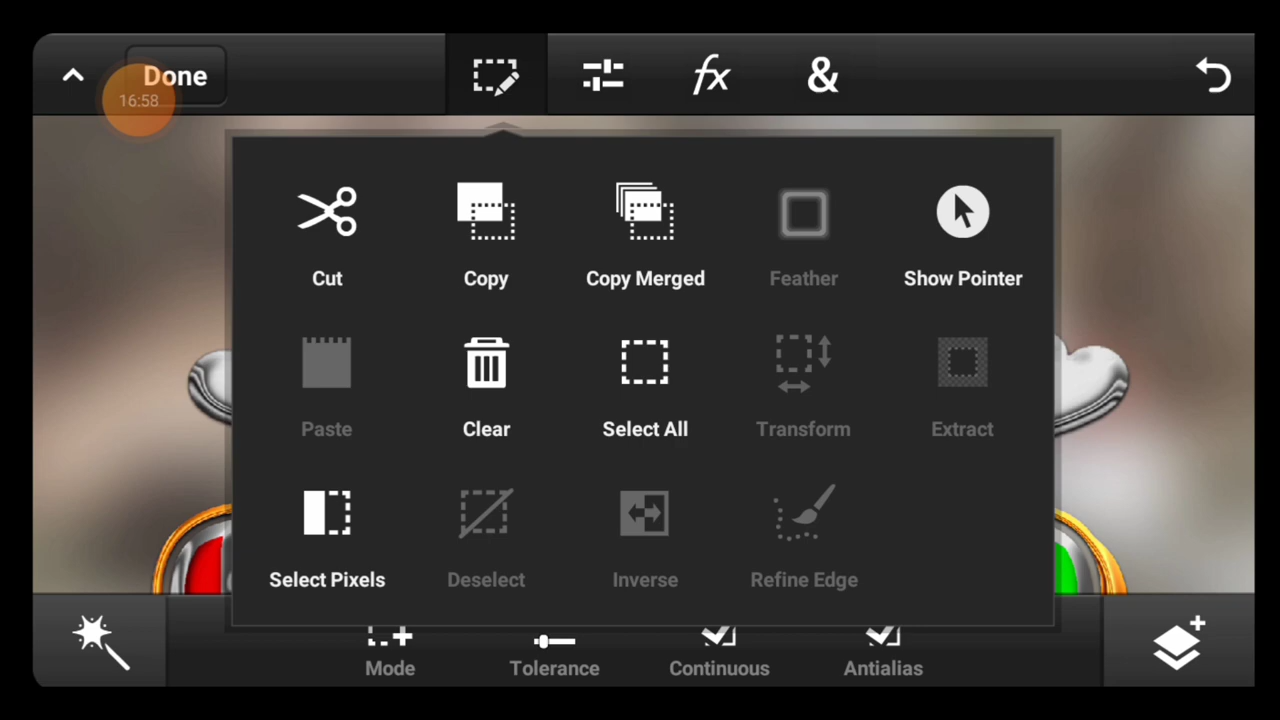 Done
16:58
fx
&
Cut
Copy
Copy Merged
Feather
Show Pointer
Paste
Clear
Select All
Transform
Extract
Select Pixels
Deselect
Inverse
Refine Edge
Mode
Tolerance
Continuous
Antialias